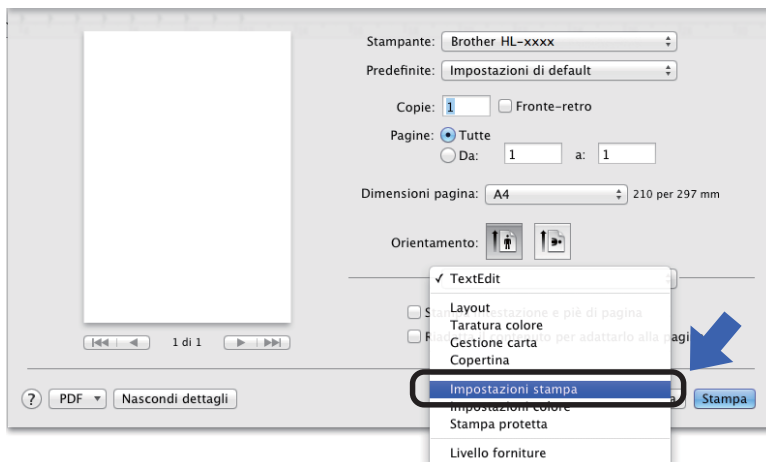 Stampante: Brother HL-xxxx
Predefinite: Impostazioni di default
Copie: 1 Fronte-retro
Pagine: Tutte
Da: 1 a: 1
Dimensioni pagina: A4 210 per 297 mm
Orientamento:
✓ TextEdit
Layout
Taratura colore
Gestione carta
Copertina
Impostazioni stampa
Impostazioni colore
Stampa protetta
Livello forniture
1 di 1
? PDF Nascondi dettagli
Stampa